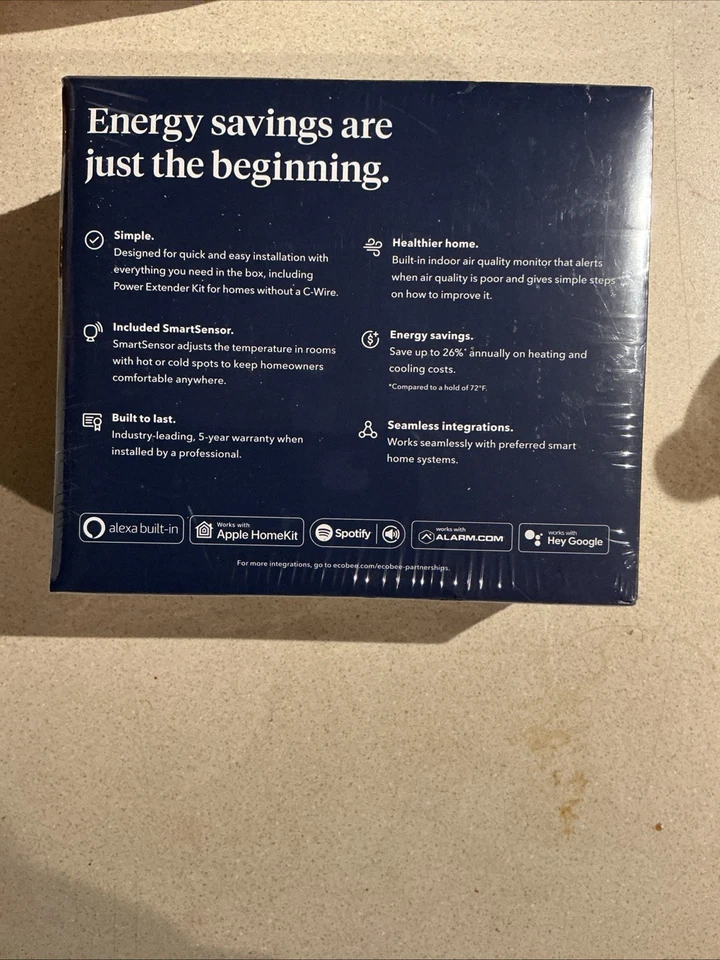 Energy savings are
just the beginning.
Simple.
Designed for quick and easy installation with
everything you need in the box, including
Power Extender Kit for homes without a C-Wire.
Included SmartSensor.
SmartSensor adjusts the temperature in rooms
with hot or cold spots to keep homeowners
comfortable anywhere.
Built to last.
Industry-leading, 5-year warranty when
installed by a professional.
Healthier home.
Built-in indoor air quality monitor that alerts
when air quality is poor and gives simple steps
on how to improve it.
Energy savings.
Save up to 26%* annually on heating and
cooling costs.
*Compared to a hold of 72°F.
Seamless integrations.
Works seamlessly with preferred smart
home systems.
alexa built-in
Works with
Apple HomeKit
Spotify
works with
ALARM.COM
works with
Hey Google
For more integrations, go to ecobee.com/ecobee-partnerships.